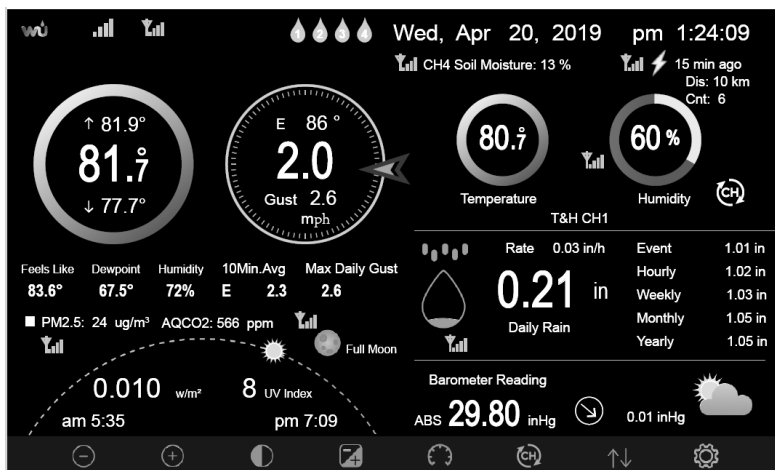 wu
1 2 3 4
Wed, Apr 20, 2019 pm 1:24:09
CH4 Soil Moisture: 13 %
15 min ago
Dis: 10 km
Cnt: 6
↑ 81.9°
81.7°
↓ 77.7°
E 86 °
2.0
Gust 2.6
mph
80.7°
60 %
Temperature
Humidity
CH
T&H CH1
Feels Like Dewpoint Humidity 10Min.Avg Max Daily Gust
83.6° 67.5° 72% E 2.3 2.6
PM2.5: 24 ug/m³ AQCO2: 566 ppm
Full Moon
0.010 w/m² 8 UV Index
am 5:35 pm 7:09
Rate 0.03 in/h
0.21 in
Daily Rain
Event 1.01 in
Hourly 1.02 in
Weekly 1.03 in
Monthly 1.05 in
Yearly 1.05 in
Barometer Reading
ABS 29.80 inHg 0.01 inHg
CH